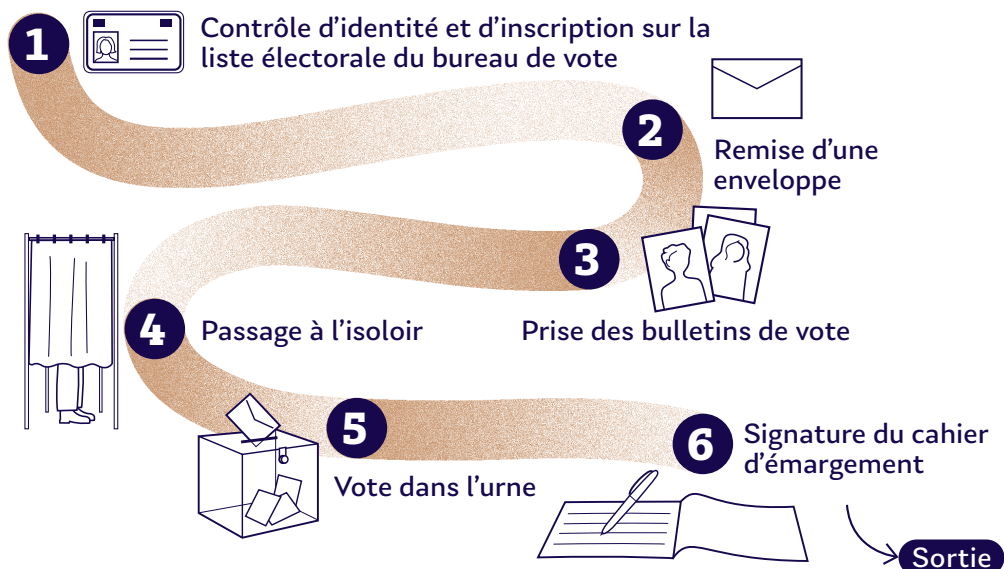 1
Contrôle d’identité et d’inscription sur la
liste électorale du bureau de vote
2
Remise d’une
enveloppe
3
Prise des bulletins de vote
4
Passage à l’isoloir
5
Vote dans l’urne
6
Signature du cahier
d’émargement
Sortie